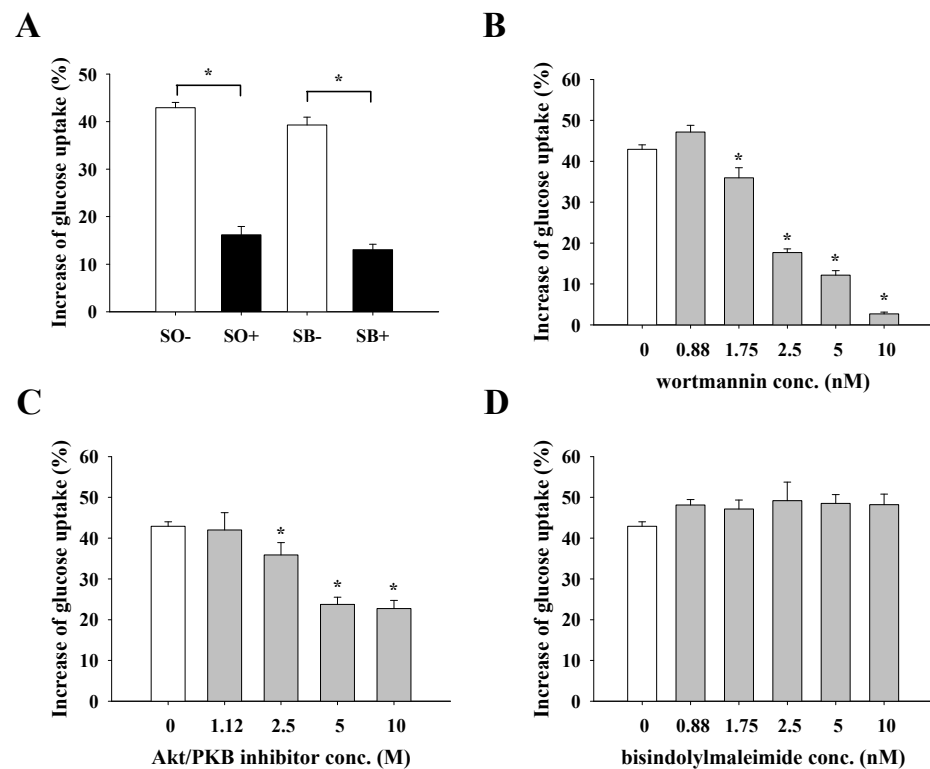 A
Increase of glucose uptake (%)
50
40
30
20
10
0
*
*
SO- SO+ SB- SB+
B
Increase of glucose uptake (%)
60
50
40
30
20
10
0
*
*
*
*
0 0.88 1.75 2.5 5 10
wortmannin conc. (nM)
C
Increase of glucose uptake (%)
60
50
40
30
20
10
0
*
*
*
0 1.12 2.5 5 10
Akt/PKB inhibitor conc. (M)
D
Increase of glucose uptake (%)
60
50
40
30
20
10
0
0 0.88 1.75 2.5 5 10
bisindolylmaleimide conc. (nM)